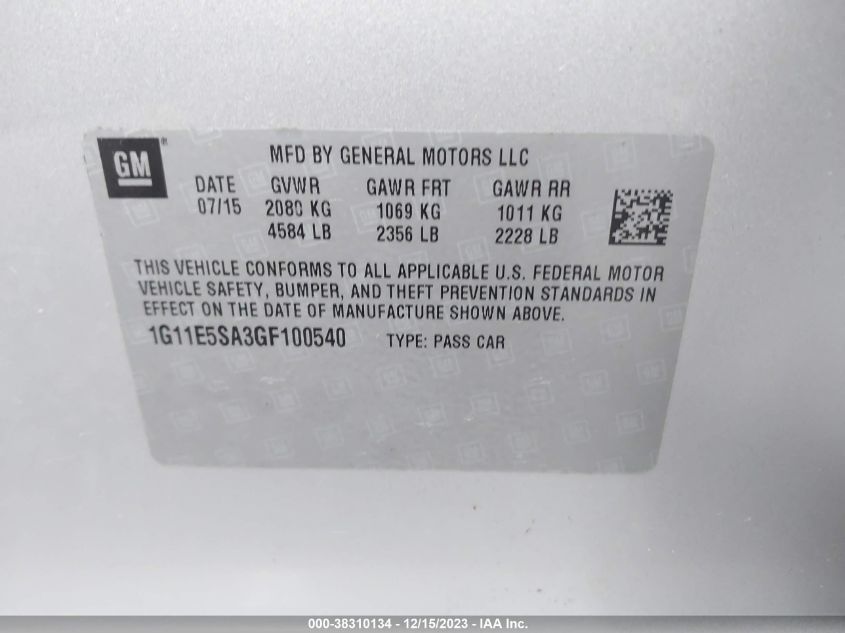 GM ®
MFD BY GENERAL MOTORS LLC
DATE GVWR GAWR FRT GAWR RR
07/15 2080 KG 1069 KG 1011 KG
4584 LB 2356 LB 2228 LB
THIS VEHICLE CONFORMS TO ALL APPLICABLE U.S. FEDERAL MOTOR
VEHICLE SAFETY, BUMPER, AND THEFT PREVENTION STANDARDS IN
EFFECT ON THE DATE OF MANUFACTURE SHOWN ABOVE.
1G11E5SA3GF100540 TYPE: PASS CAR
000-38310134 - 12/15/2023 - IAA Inc.